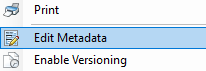 Print
Edit Metadata
Enable Versioning